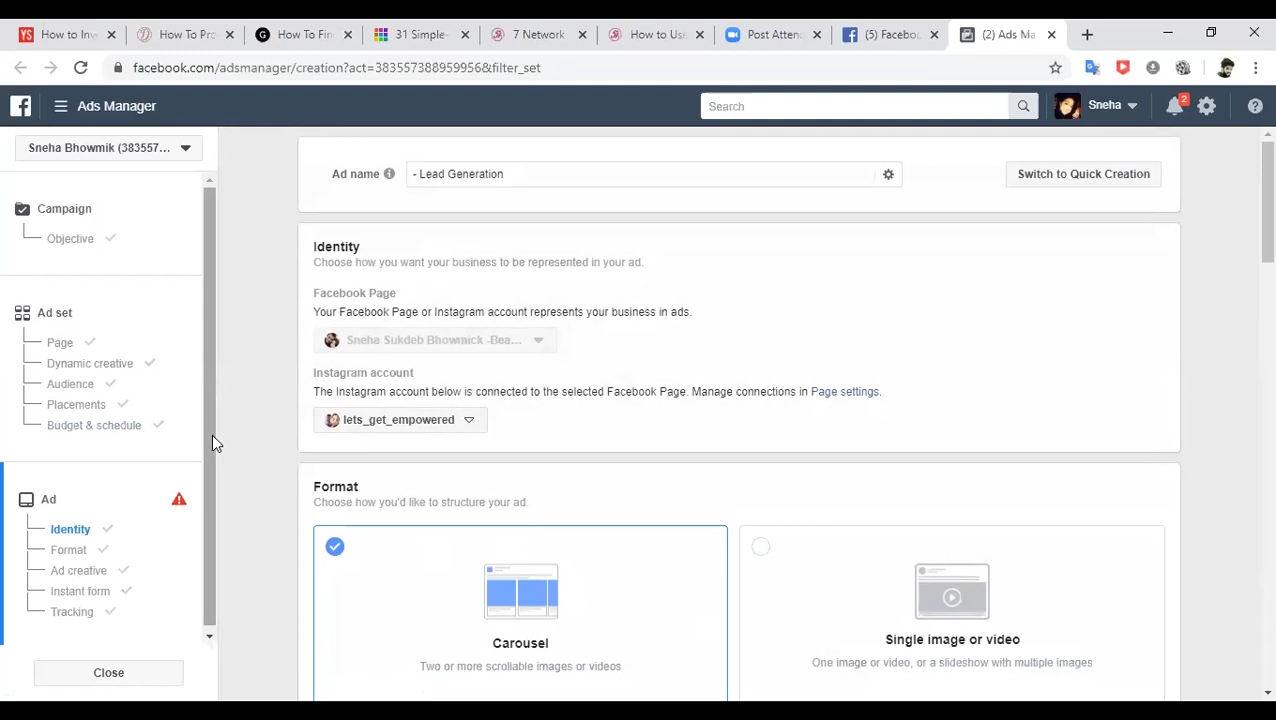 How to Inv
How To Pro
How To Fin
31 Simple-
7 Network
How to Use
Post Attend
(5) Faceboo
(2) Ads Ma
facebook.com/adsmanager/creation?act=383557388959956&filter_set
Ads Manager
Search
Sneha
2
Sneha Bhowmik (383557...
Campaign
Objective
Ad set
Page
Dynamic creative
Audience
Placements
Budget & schedule
Ad
Identity
Format
Ad creative
Instant form
Tracking
Close
Ad name
- Lead Generation
Switch to Quick Creation
Identity
Choose how you want your business to be represented in your ad.
Facebook Page
Your Facebook Page or Instagram account represents your business in ads.
Sneha Sukdeb Bhowmick -Bea...
Instagram account
The Instagram account below is connected to the selected Facebook Page. Manage connections in Page settings.
lets_get_empowered
Format
Choose how you'd like to structure your ad.
Carousel
Two or more scrollable images or videos
Single image or video
One image or video, or a slideshow with multiple images